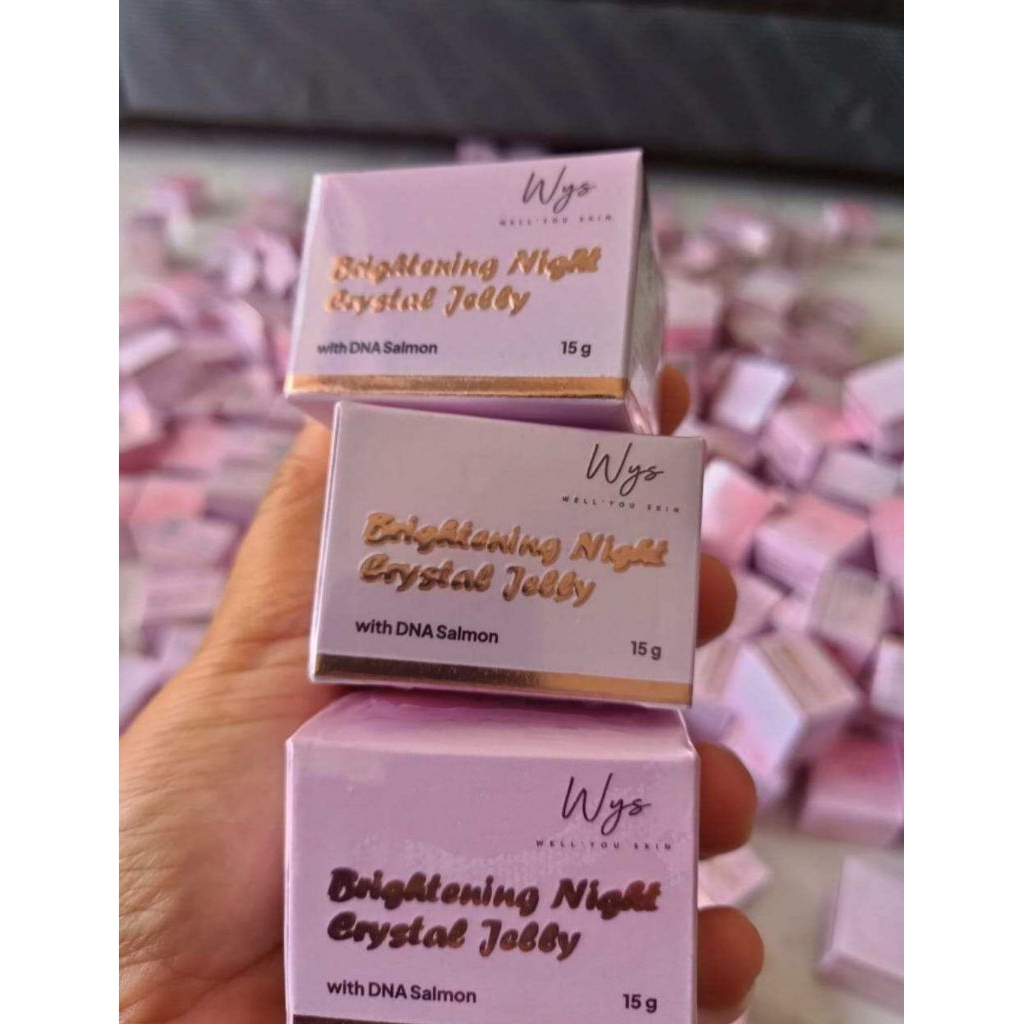 Wys
WELL'YOU SKIN
Brightening Night
Crystal Jelly
with DNA Salmon
15 g
Wys
WELL'YOU SKIN
Brightening Night
Crystal Jelly
with DNA Salmon
15 g
Wys
WELL'YOU SKIN
Brightening Night
Crystal Jelly
with DNA Salmon
15 g